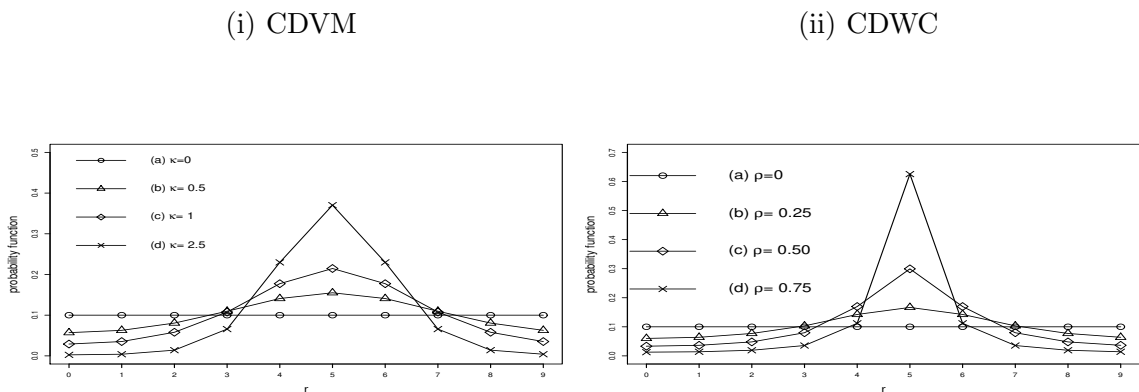 (i) CDVM
(ii) CDWC
probability function
0.5
0.4
0.3
0.2
0.1
0.0
(a) κ=0
(b) κ= 0.5
(c) κ= 1
(d) κ= 2.5
0 1 2 3 4 5 6 7 8 9
r
probability function
0.7
0.6
0.5
0.4
0.3
0.2
0.1
0.0
(a) ρ=0
(b) ρ= 0.25
(c) ρ= 0.50
(d) ρ= 0.75
0 1 2 3 4 5 6 7 8 9
r